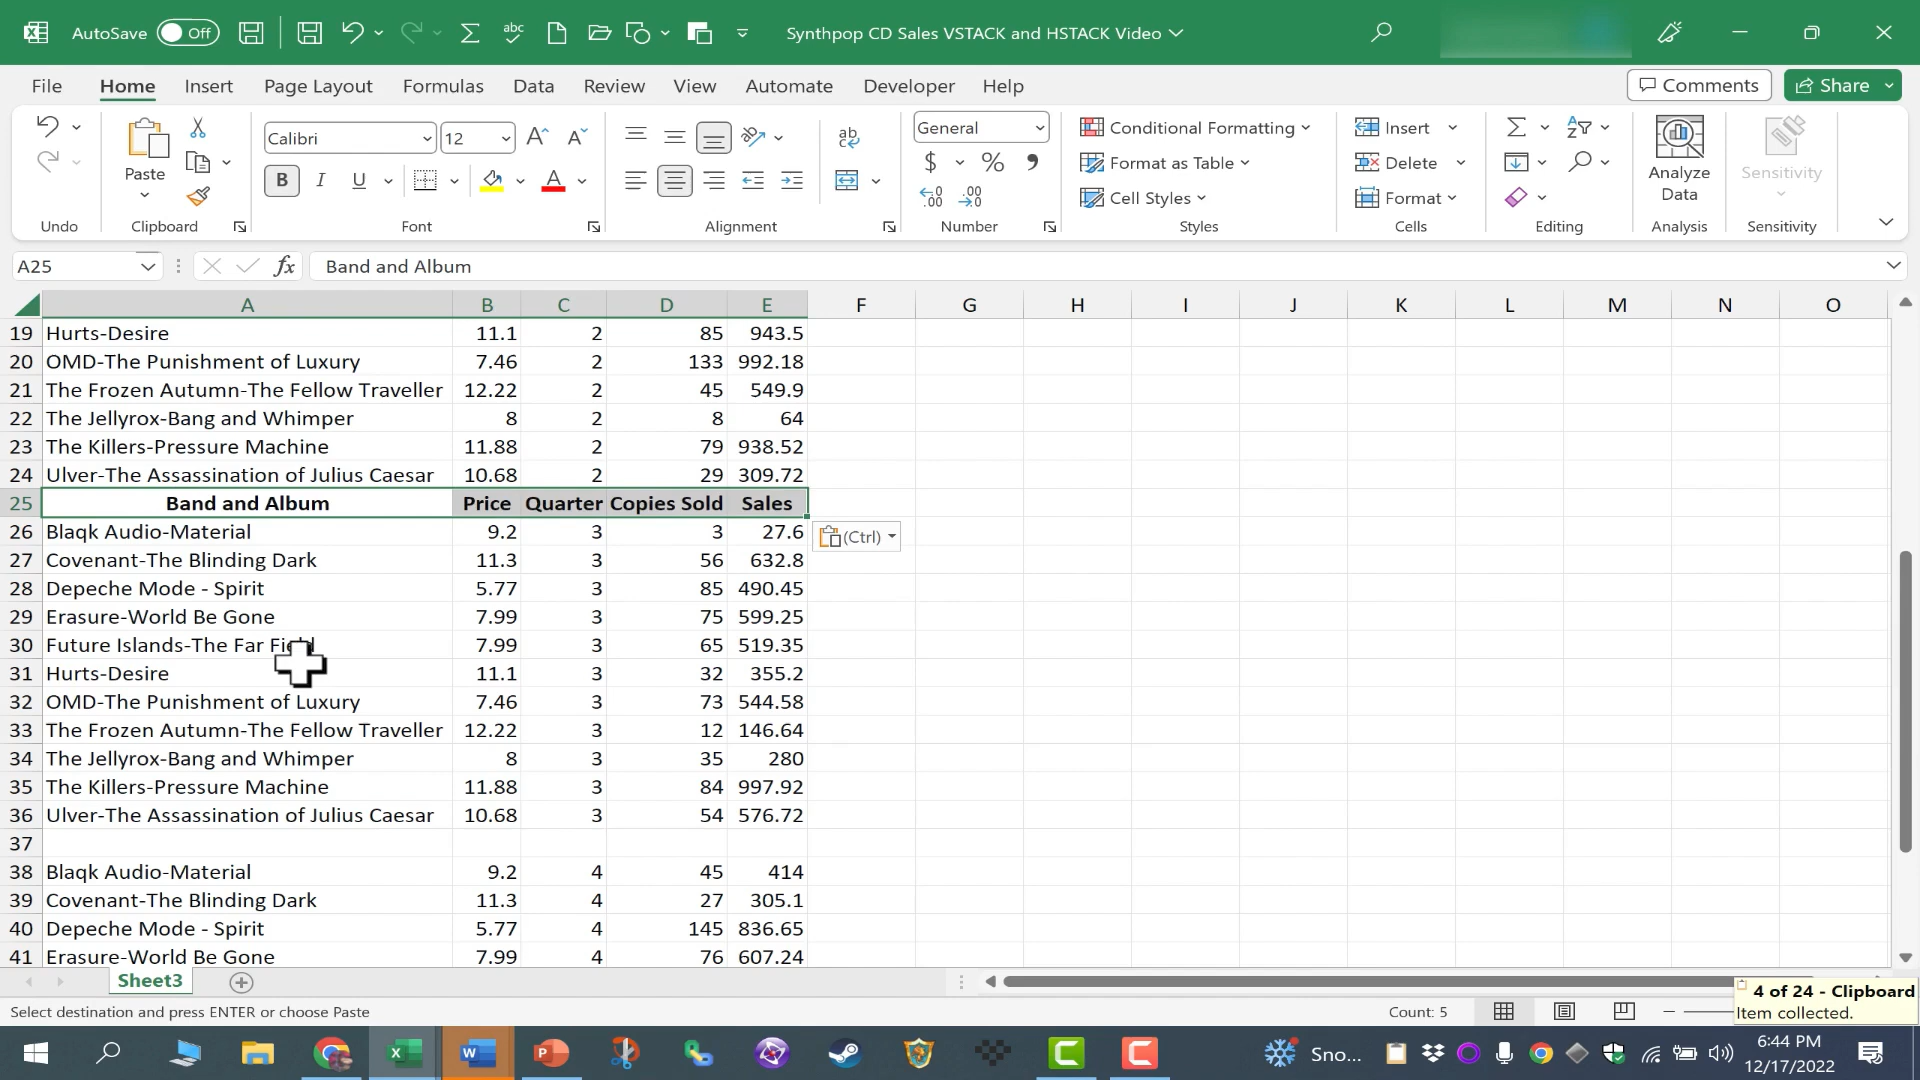 AutoSave Off Synthpop CD Sales VSTACK and HSTACK Video
File Home Insert Page Layout Formulas Data Review View Automate Developer Help Comments Share
Calibri 12 General Conditional Formatting Insert
Paste Format as Table Delete Analyze Data Sensitivity
Cell Styles Format
Undo Clipboard Font Alignment Number Styles Cells Editing Analysis Sensitivity
A25 fx Band and Album
A B C D E F G H I J K L M N O
19 Hurts-Desire 11.1 2 85 943.5
20 OMD-The Punishment of Luxury 7.46 2 133 992.18
21 The Frozen Autumn-The Fellow Traveller 12.22 2 45 549.9
22 The Jellyrox-Bang and Whimper 8 2 8 64
23 The Killers-Pressure Machine 11.88 2 79 938.52
24 Ulver-The Assassination of Julius Caesar 10.68 2 29 309.72
25 Band and Album Price Quarter Copies Sold Sales
26 Blaqk Audio-Material 9.2 3 3 27.6 (Ctrl)
27 Covenant-The Blinding Dark 11.3 3 56 632.8
28 Depeche Mode - Spirit 5.77 3 85 490.45
29 Erasure-World Be Gone 7.99 3 75 599.25
30 Future Islands-The Far Field 7.99 3 65 519.35
31 Hurts-Desire 11.1 3 32 355.2
32 OMD-The Punishment of Luxury 7.46 3 73 544.58
33 The Frozen Autumn-The Fellow Traveller 12.22 3 12 146.64
34 The Jellyrox-Bang and Whimper 8 3 35 280
35 The Killers-Pressure Machine 11.88 3 84 997.92
36 Ulver-The Assassination of Julius Caesar 10.68 3 54 576.72
37
38 Blaqk Audio-Material 9.2 4 45 414
39 Covenant-The Blinding Dark 11.3 4 27 305.1
40 Depeche Mode - Spirit 5.77 4 145 836.65
41 Erasure-World Be Gone 7.99 4 76 607.24
Sheet3
4 of 24 - Clipboard
Item collected.
Select destination and press ENTER or choose Paste Count: 5
Sno... 6:44 PM
12/17/2022